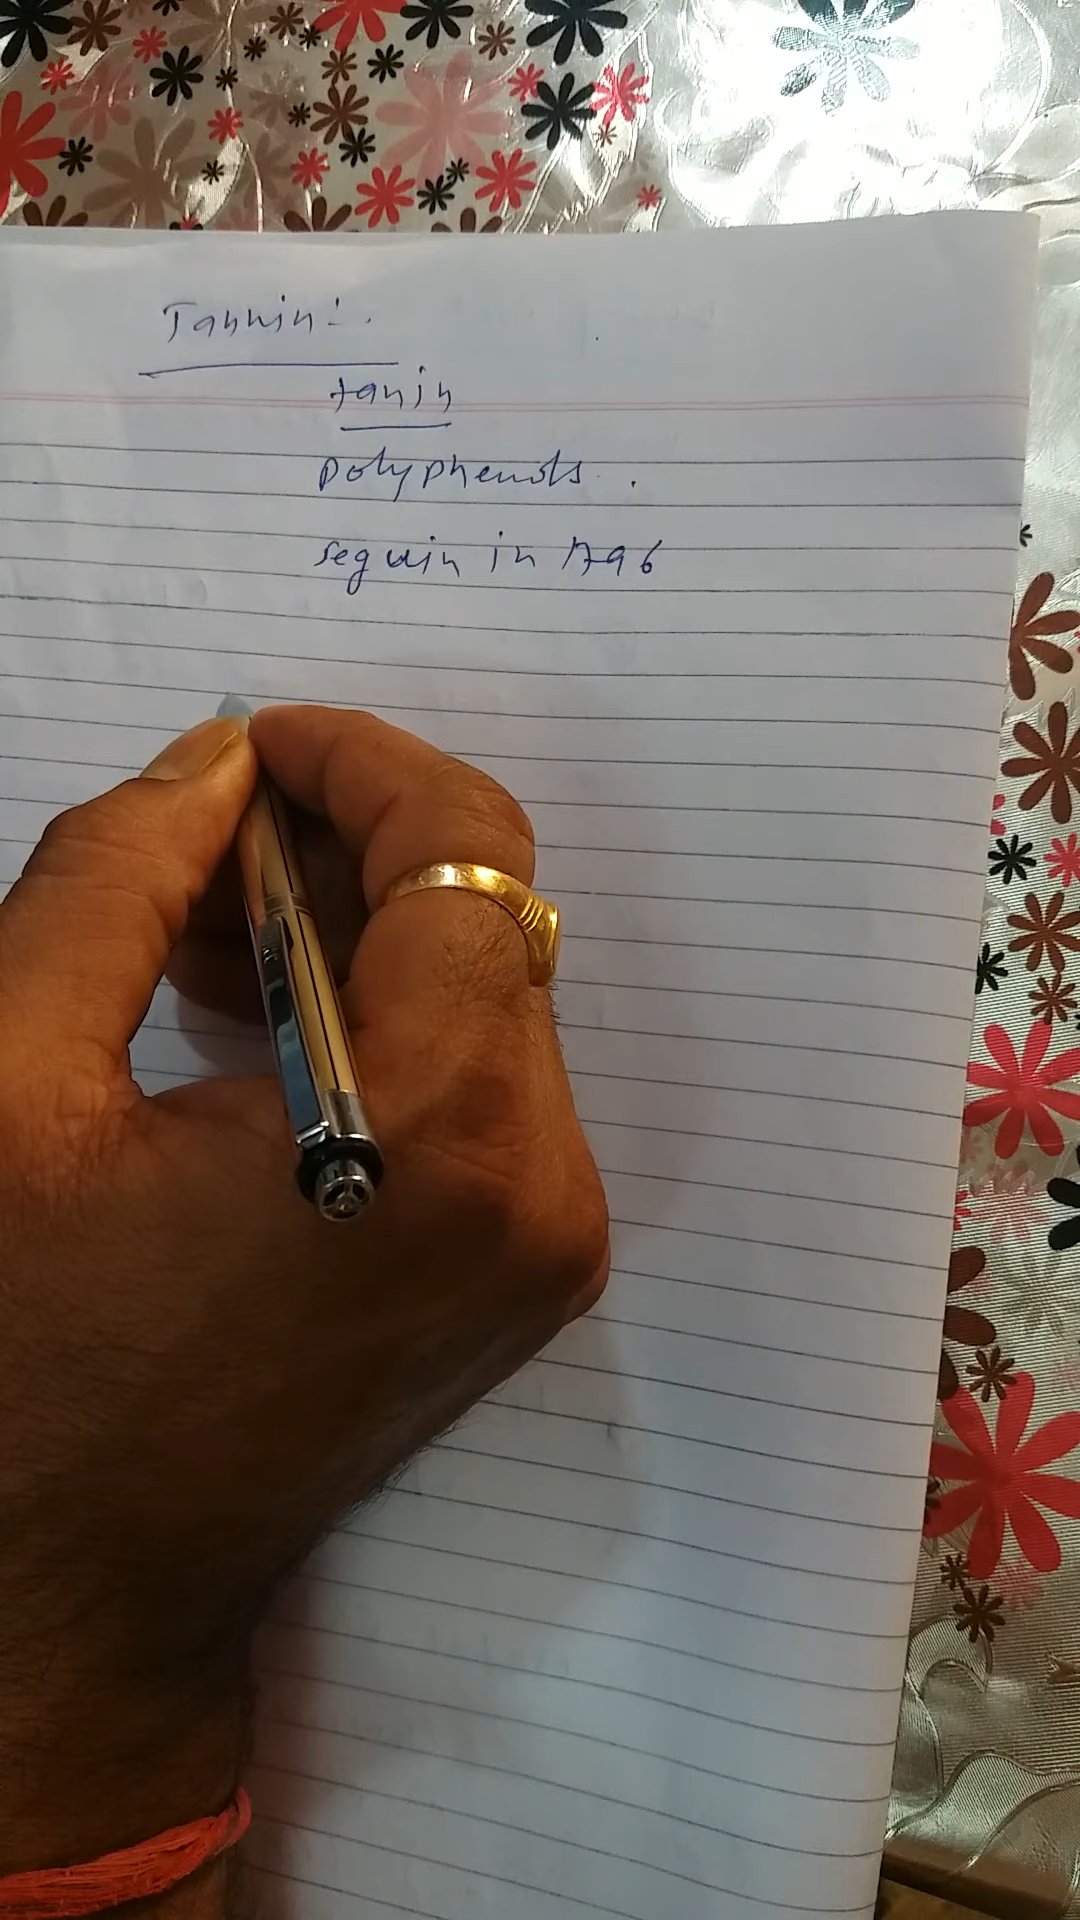 Tannin :- .
tanin
polyphenols .
seguin in 1796